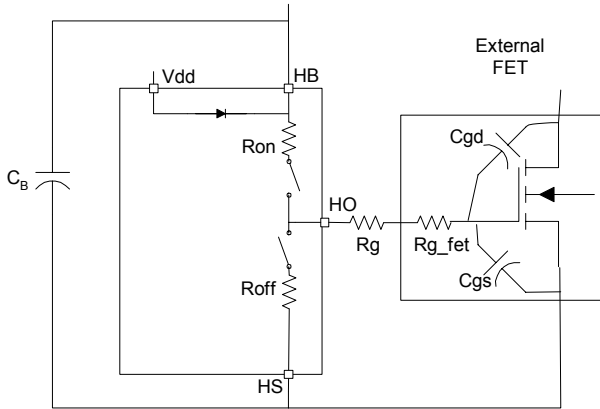 External
FET
Vdd
HB
Cgd
Ron
C_B
HO
Rg
Rg_fet
Roff
Cgs
HS